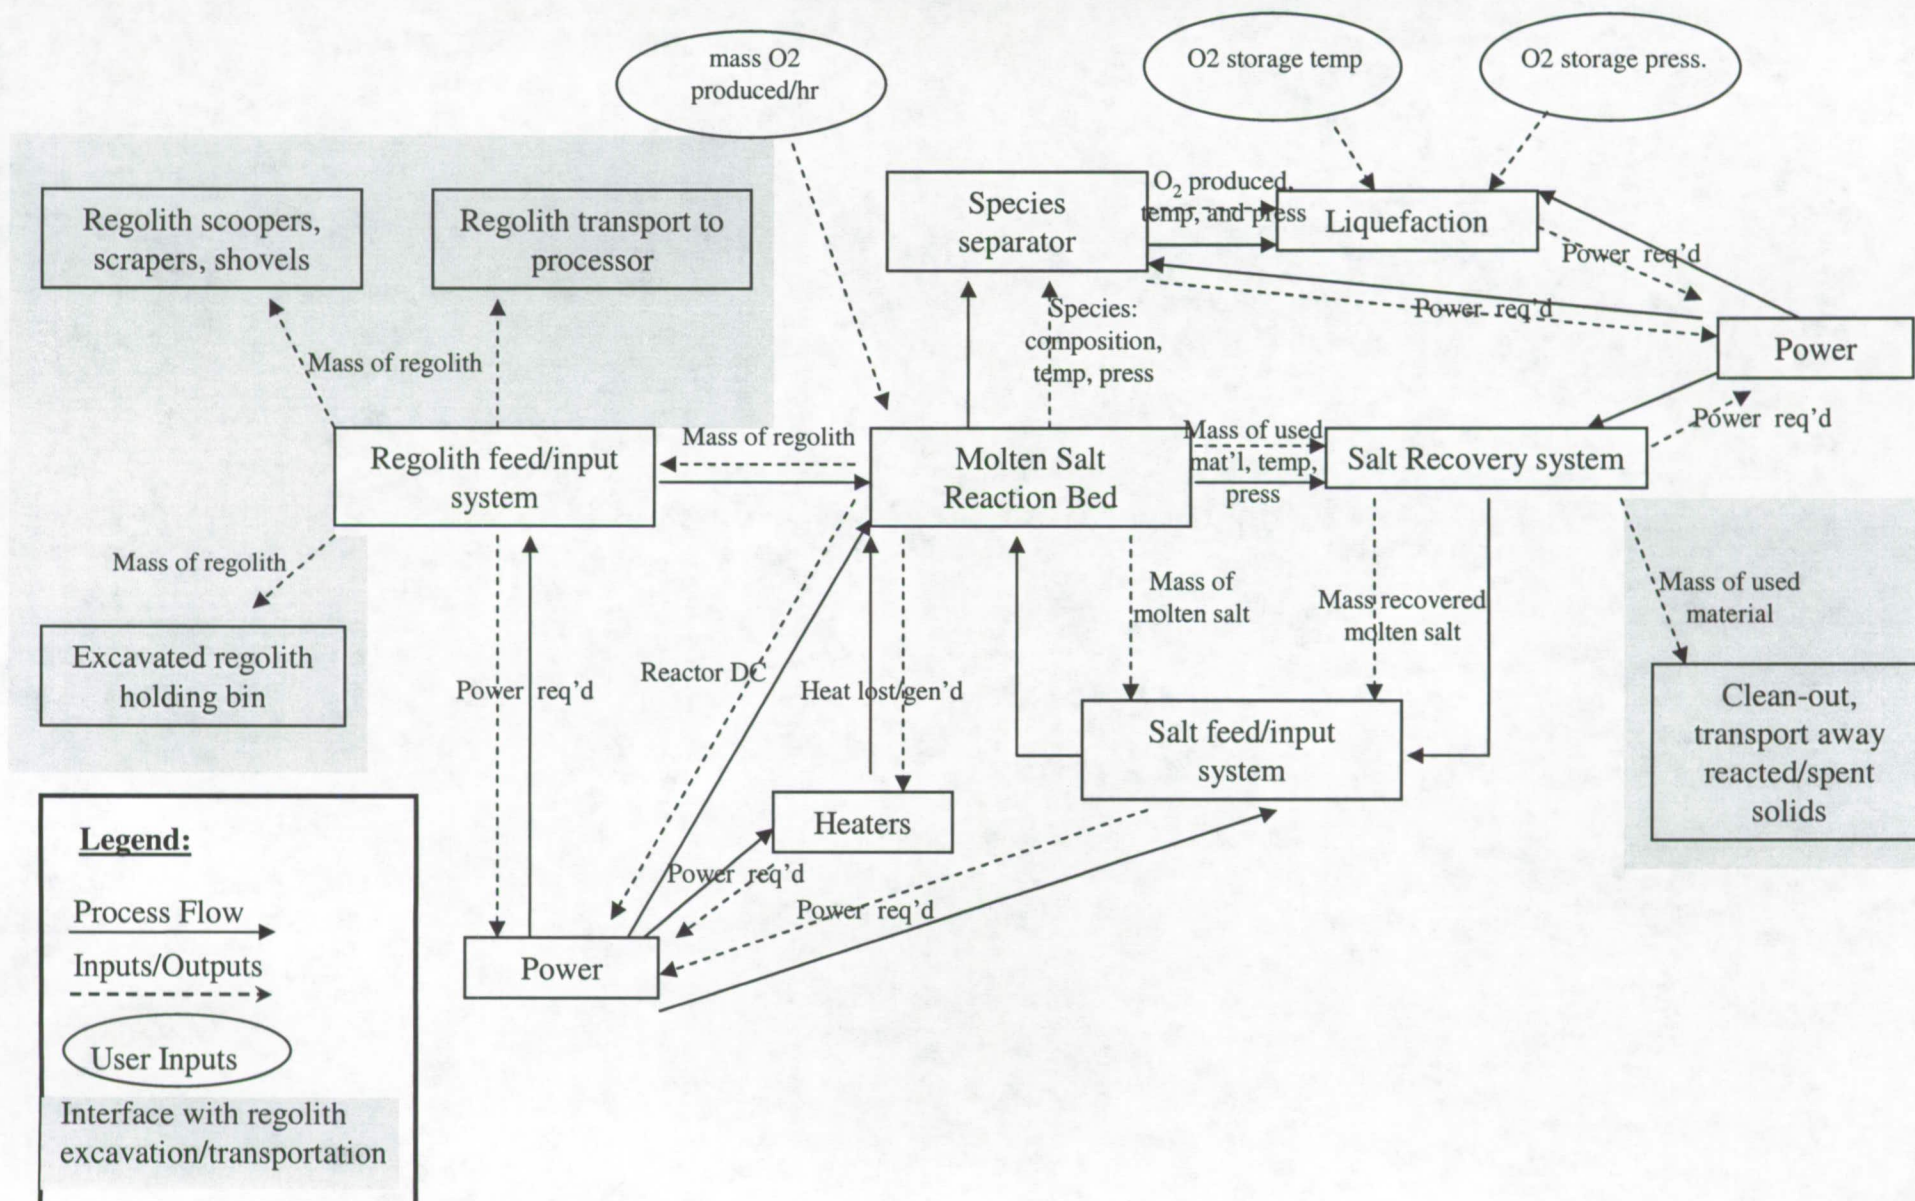 mass O2
produced/hr
O2 storage temp
O2 storage press.
Regolith scoopers,
scrapers, shovels
Regolith transport to
processor
Species
separator
O2 produced,
temp, and press
Liquefaction
Power req'd
Power req'd
Power
Mass of regolith
Species:
composition,
temp, press
Power req'd
Regolith feed/input
system
Mass of regolith
Molten Salt
Reaction Bed
Mass of used
mat'l, temp,
press
Salt Recovery system
Mass of regolith
Excavated regolith
holding bin
Power req'd
Reactor DC
Heat lost/gen'd
Mass of
molten salt
Mass recovered
molten salt
Mass of used
material
Salt feed/input
system
Clean-out,
transport away
reacted/spent
solids
Heaters
Power req'd
Power req'd
Power
Legend:
Process Flow
Inputs/Outputs
User Inputs
Interface with regolith
excavation/transportation